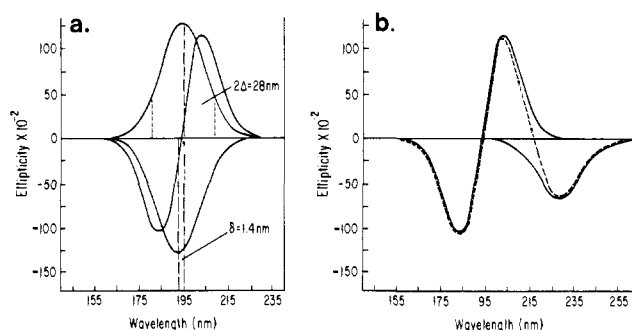 a.
100
50
0
-50
-100
-150
Ellipticity X 10⁻²
2Δ=28nm
δ=1.4nm
155 175 195 215 235
Wavelength (nm)
b.
100
50
0
-50
-100
-150
Ellipticity X 10⁻²
155 175 95 215 235 255
Wavelength (nm)